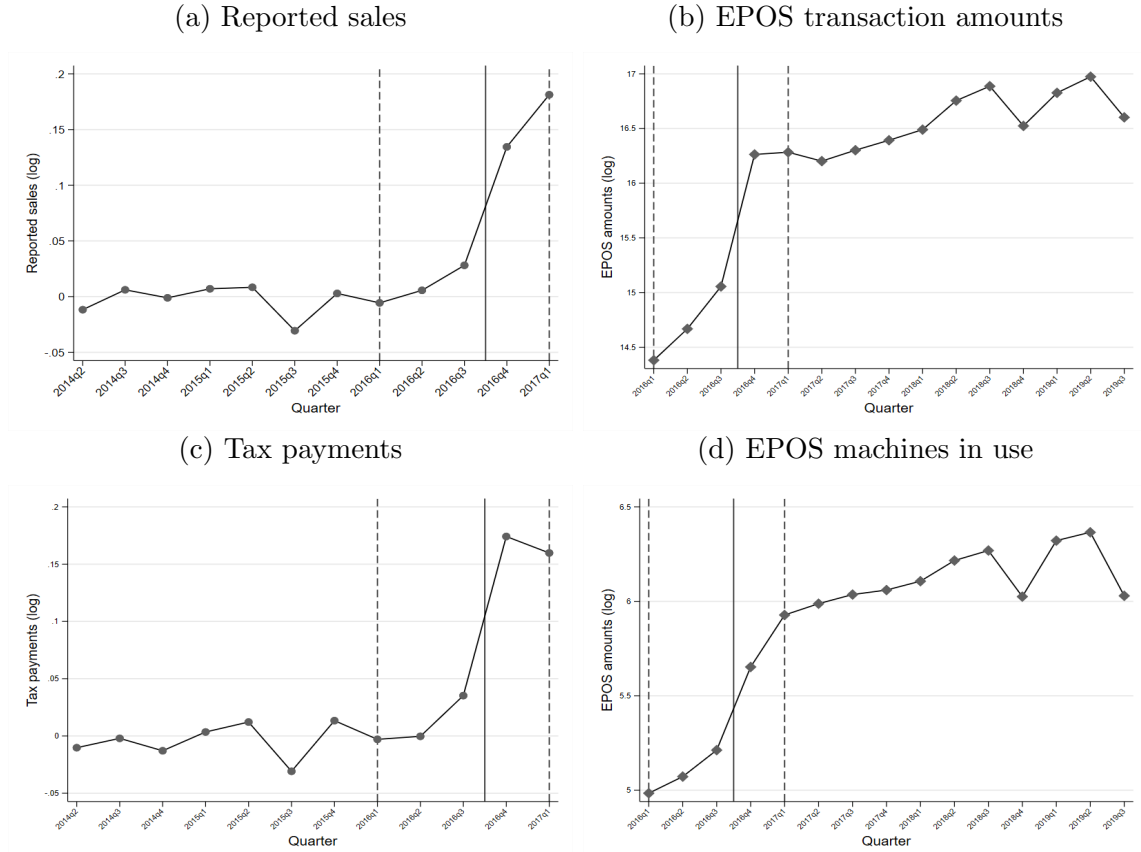 (a) Reported sales
.2
.15
.1
.05
0
-.05
Reported sales (log)
2014q2 2014q3 2014q4 2015q1 2015q2 2015q3 2015q4 2016q1 2016q2 2016q3 2016q4 2017q1
Quarter
(b) EPOS transaction amounts
17
16.5
16
15.5
15
14.5
EPOS amounts (log)
2016q1 2016q2 2016q3 2016q4 2017q1 2017q2 2017q3 2017q4 2018q1 2018q2 2018q3 2018q4 2019q1 2019q2 2019q3
Quarter
(c) Tax payments
.2
.15
.1
.05
0
-.05
Tax payments (log)
2014q2 2014q3 2014q4 2015q1 2015q2 2015q3 2015q4 2016q1 2016q2 2016q3 2016q4 2017q1
Quarter
(d) EPOS machines in use
6.5
6
5.5
5
EPOS amounts (log)
2016q1 2016q2 2016q3 2016q4 2017q1 2017q2 2017q3 2017q4 2018q1 2018q2 2018q3 2018q4 2019q1 2019q2 2019q3
Quarter